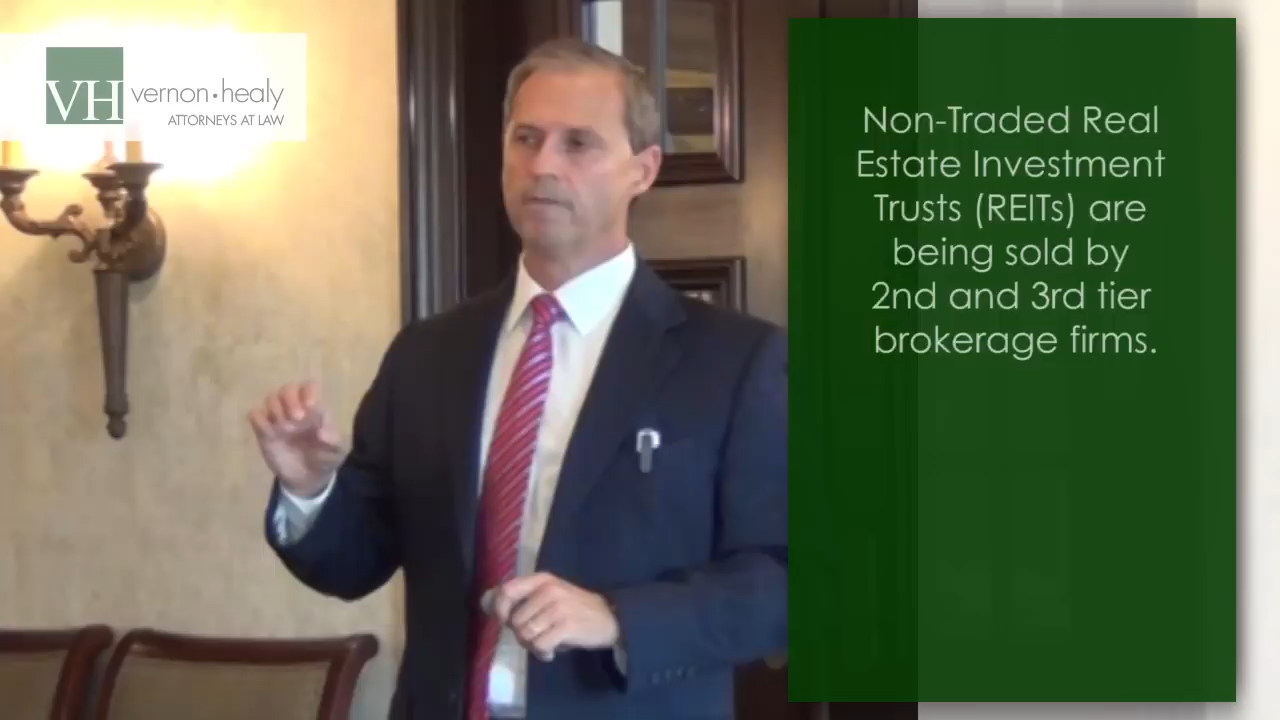 VH vernon•healy
ATTORNEYS AT LAW
Non-Traded Real
Estate Investment
Trusts (REITs) are
being sold by
2nd and 3rd tier
brokerage firms.